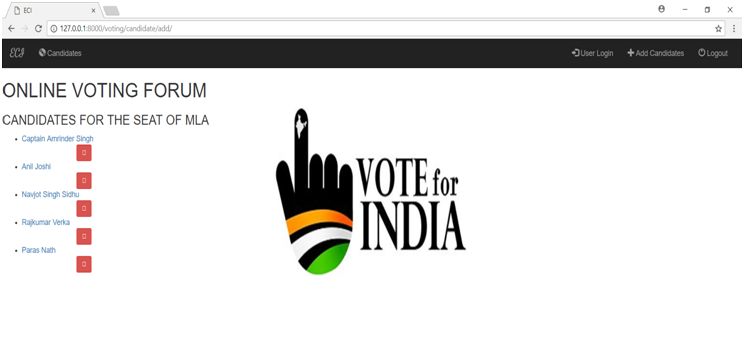 ECI
127.0.0.1:8000/voting/candidate/add/
ECI Candidates User Login Add Candidates Logout
ONLINE VOTING FORUM
CANDIDATES FOR THE SEAT OF MLA
Captain Amrinder Singh
Anil Joshi
Navjot Singh Sidhu
Rajkumar Verka
Paras Nath
VOTE for
INDIA